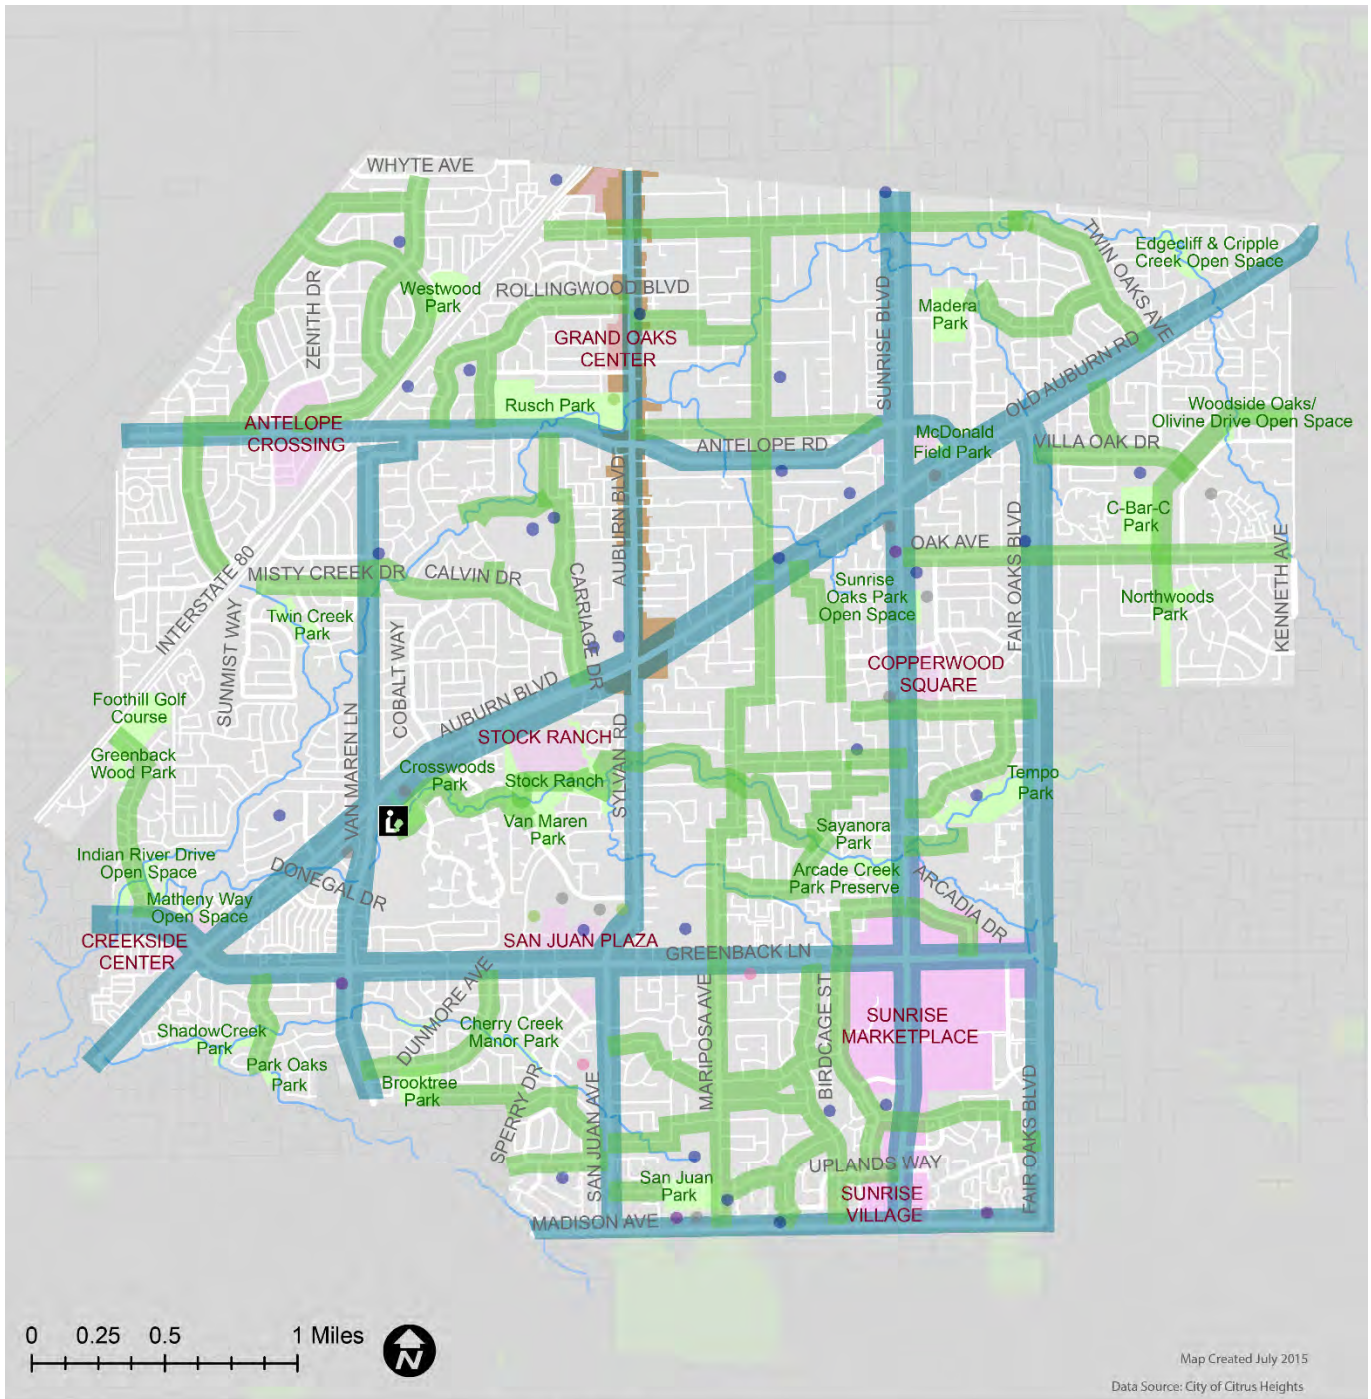 WHYTE AVE
TWIN OAKS AVE
Edgecliff & Cripple
Creek Open Space
ZENITH DR
Westwood
Park
ROLLINGWOOD BLVD
SUNRISE BLVD
Madera
Park
GRAND OAKS
CENTER
OLD AUBURN RD
Rusch Park
Woodside Oaks/
Olivine Drive Open Space
ANTELOPE
CROSSING
ANTELOPE RD
McDonald
Field Park
VILLA OAK DR
AUBURN BLVD
C-Bar-C
Park
FAIR OAKS BLVD
OAK AVE
KENNETH AVE
INTERSTATE 80
MISTY CREEK DR
CALVIN DR
CARRIAGE DR
Sunrise
Oaks Park
Open Space
Northwoods
Park
Twin Creek
Park
SUNMIST WAY
COBALT WAY
COPPERWOOD
SQUARE
Foothill Golf
Course
AUBURN BLVD
VAN MAREN LN
STOCK RANCH
SYLVAN RD
Greenback
Wood Park
Crosswoods
Park
Stock Ranch
Tempo
Park
Van Maren
Park
Sayanora
Park
Indian River Drive
Open Space
DONEGAL DR
Arcade Creek
Park Preserve
ARCADIA DR
Matheny Way
Open Space
CREEKSIDE
CENTER
SAN JUAN PLAZA
GREENBACK LN
DUNMORE AVE
MARIPOSA AVE
BIRDCAGE ST
SUNRISE
MARKETPLACE
ShadowCreek
Park
Cherry Creek
Manor Park
Park Oaks
Park
Brooktree
Park
SPERRY DR
SAN JUAN AVE
FAIR OAKS BLVD
UPLANDS WAY
San Juan
Park
SUNRISE
VILLAGE
MADISON AVE
0 0.25 0.5 1 Miles
N
Map Created July 2015
Data Source: City of Citrus Heights